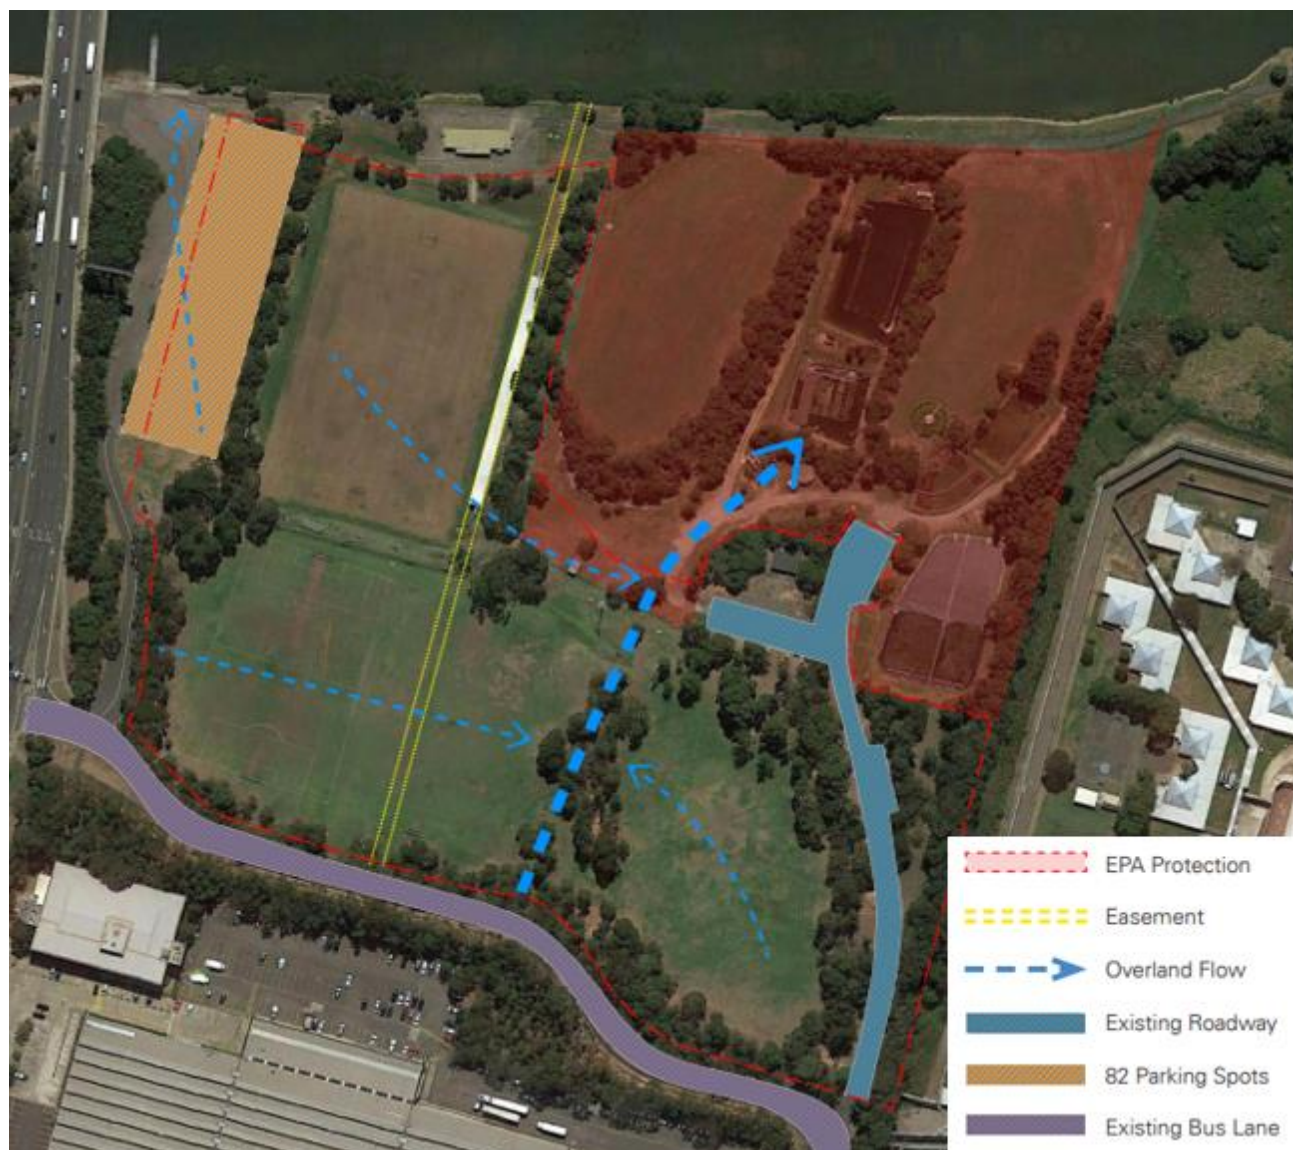 EPA Protection
Easement
Overland Flow
Existing Roadway
82 Parking Spots
Existing Bus Lane